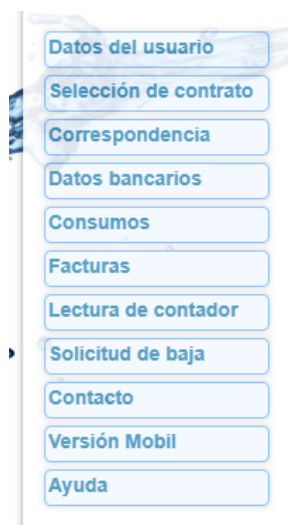 Datos del usuario
Selección de contrato
Correspondencia
Datos bancarios
Consumos
Facturas
Lectura de contador
Solicitud de baja
Contacto
Versión Mobil
Ayuda